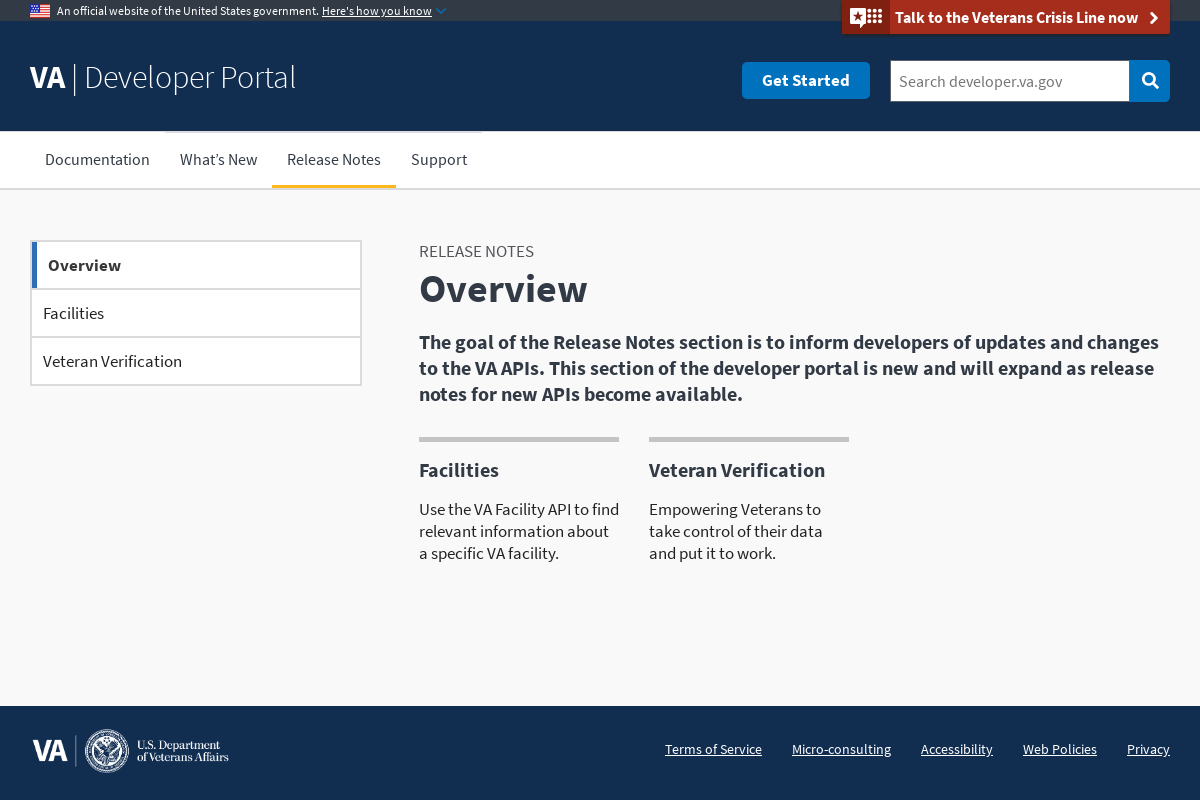 An official website of the United States government. Here's how you know
Talk to the Veterans Crisis Line now
VA | Developer Portal
Get Started
Search developer.va.gov
Documentation What's New Release Notes Support
Overview
Facilities
Veteran Verification
RELEASE NOTES
Overview
The goal of the Release Notes section is to inform developers of updates and changes
to the VA APIs. This section of the developer portal is new and will expand as release
notes for new APIs become available.
Facilities
Use the VA Facility API to find
relevant information about
a specific VA facility.
Veteran Verification
Empowering Veterans to
take control of their data
and put it to work.
VA
U.S. Department
of Veterans Affairs
Terms of Service Micro-consulting Accessibility Web Policies Privacy